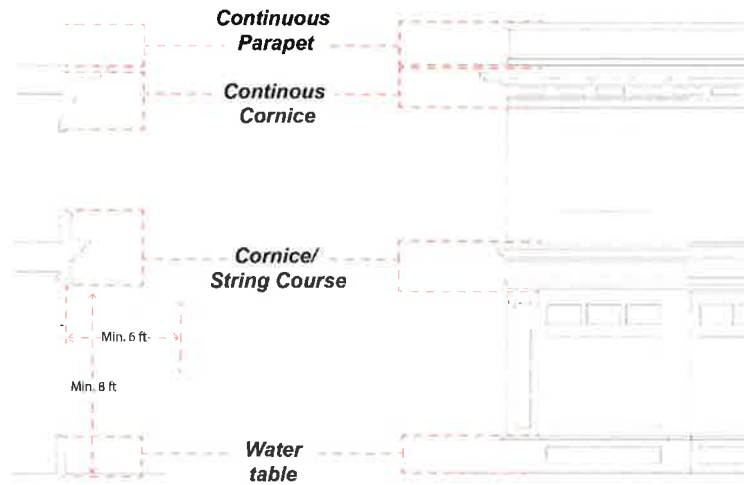 Continuous
Parapet
Continous
Cornice
Cornice/
String Course
Min. 6 ft
Min. 8 ft
Water
table